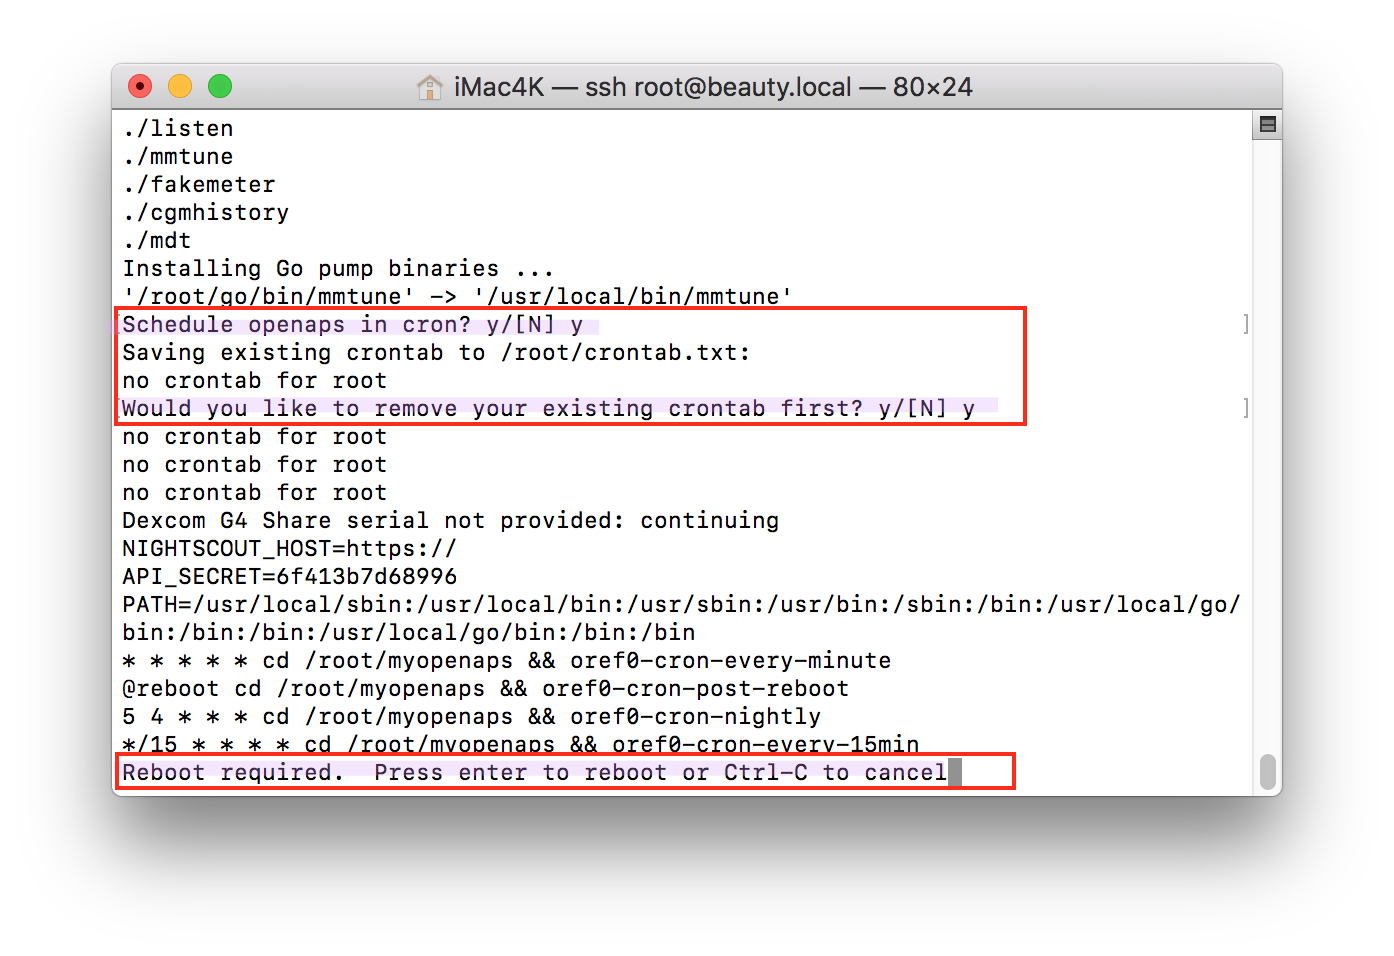 iMac4K — ssh root@beauty.local — 80×24
./listen
./mmtune
./fakemeter
./cgmhistory
./mdt
Installing Go pump binaries ...
'/root/go/bin/mmtune' -> '/usr/local/bin/mmtune'
[Schedule openaps in cron? y/[N] y ]
Saving existing crontab to /root/crontab.txt:
no crontab for root
[Would you like to remove your existing crontab first? y/[N] y ]
no crontab for root
no crontab for root
no crontab for root
Dexcom G4 Share serial not provided: continuing
NIGHTSCOUT_HOST=https://
API_SECRET=6f413b7d68996
PATH=/usr/local/sbin:/usr/local/bin:/usr/sbin:/usr/bin:/sbin:/bin:/usr/local/go/
bin:/bin:/bin:/usr/local/go/bin:/bin:/bin
* * * * * cd /root/myopenaps && oref0-cron-every-minute
@reboot cd /root/myopenaps && oref0-cron-post-reboot
5 4 * * * cd /root/myopenaps && oref0-cron-nightly
*/15 * * * * cd /root/myopenaps && oref0-cron-every-15min
Reboot required.  Press enter to reboot or Ctrl-C to cancel